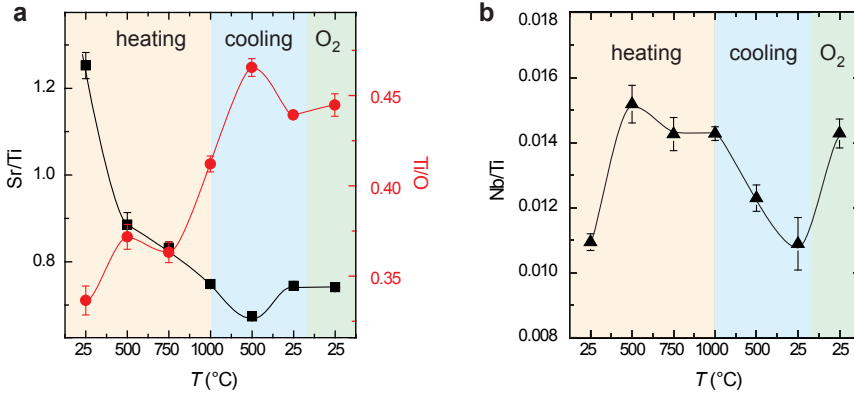 a
heating cooling O2
1.2
1.0
0.8
Sr/Ti
0.45
0.40
0.35
Ti/O
25 500 750 1000 500 25 25
T (°C)
b
heating cooling O2
0.018
0.016
0.014
0.012
0.010
0.008
Nb/Ti
25 500 750 1000 500 25 25
T (°C)